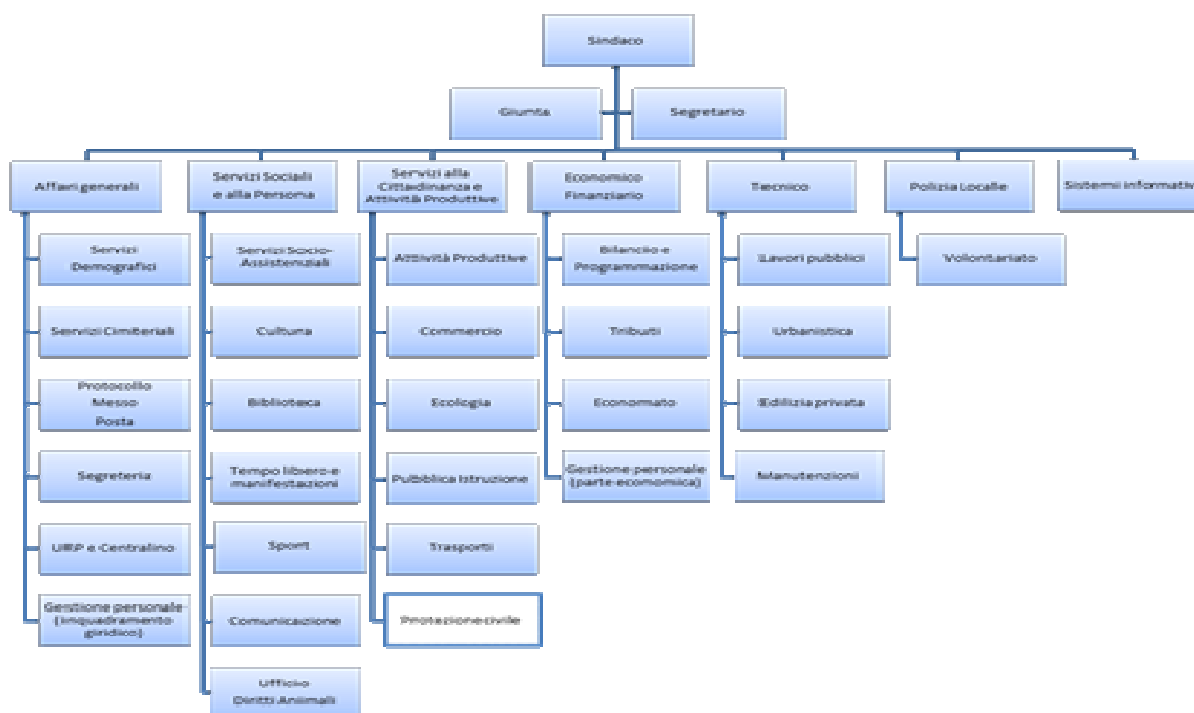 Sindaco
Giunta
Segretario
Affari generali
Servizi Sociali
e alla Persona
Servizi alla
Cittadinanza e
Attività Produttive
Economico
Finanziario
Tecnico
Polizia Locale
Sistemi Informativ
Servizi
Demografici
Servizi Socio-
Assistenziali
Attività Produttive
Bilancio e
Programmazione
Lavori pubblici
Volontariato
Servizi Cimiteriali
Cultura
Commercio
Tributi
Urbanistica
Protocollo
Messo
Posta
Biblioteca
Ecologia
Economato
Edilizia privata
Segreteria
Tempo libero e
manifestazioni
Pubblica Istruzione
Gestione personale
(parte economica)
Manutenzioni
URP e Centralino
Sport
Trasporti
Gestione personale
(inquadramento
giridico)
Comunicazione
Protezione civile
Ufficio
Diritti Animali